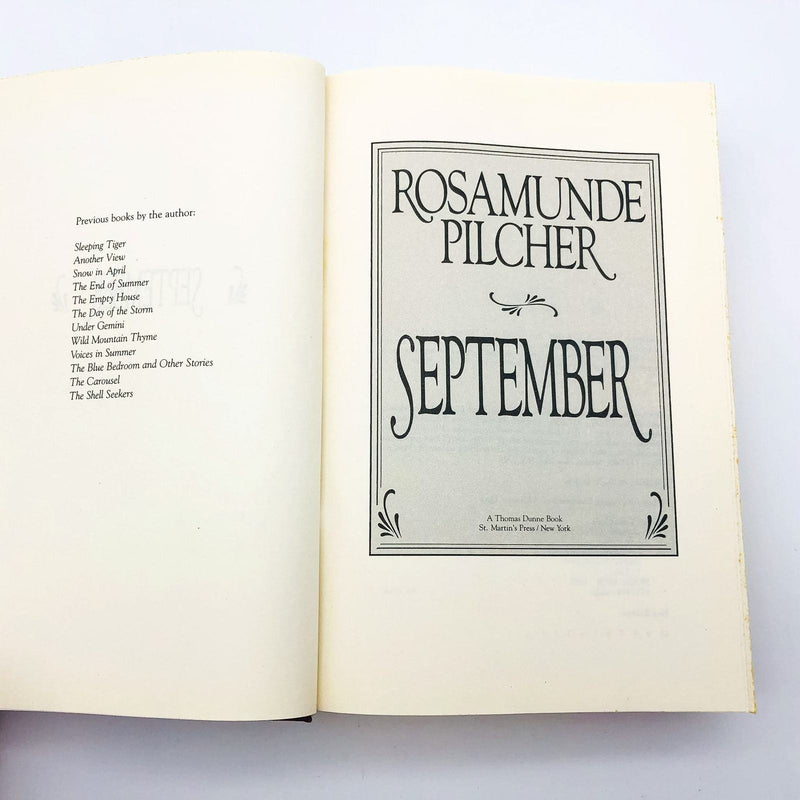 Previous books by the author:
Sleeping Tiger
Another View
Snow in April
The End of Summer
The Empty House
The Day of the Storm
Under Gemini
Wild Mountain Thyme
Voices in Summer
The Blue Bedroom and Other Stories
The Carousel
The Shell Seekers
ROSAMUNDE
PILCHER
SEPTEMBER
A Thomas Dunne Book
St. Martin's Press / New York